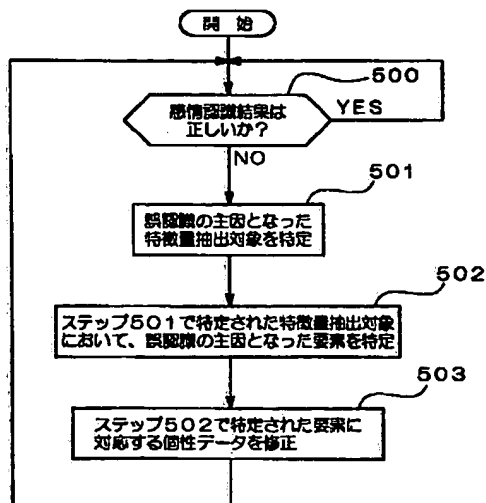 開始
500
感情認識結果は
正しいか？
YES
NO
501
誤認識の主因となった
特徴量抽出対象を特定
502
ステップ501で特定された特徴量抽出対象
において、誤認識の主因となった要素を特定
503
ステップ502で特定された要素に
対応する個性データを修正